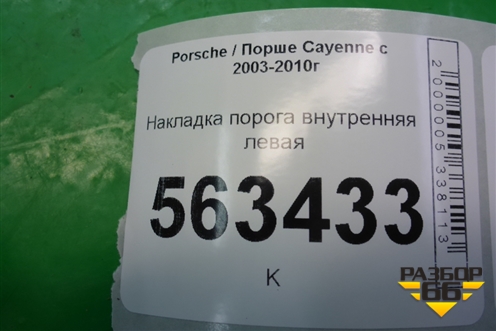 Porsche / Порше Cayenne с
2003-2010г
Накладка порога внутренняя
левая
563433
К
2000005338113
РАЗБОР
66